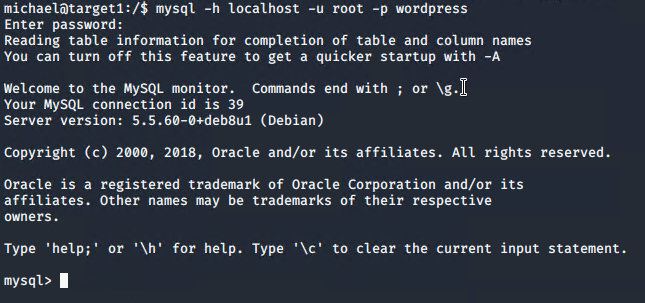 michael@target1:/$ mysql -h localhost -u root -p wordpress
Enter password:
Reading table information for completion of table and column names
You can turn off this feature to get a quicker startup with -A
Welcome to the MySQL monitor.  Commands end with ; or \g.
Your MySQL connection id is 39
Server version: 5.5.60-0+deb8u1 (Debian)
Copyright (c) 2000, 2018, Oracle and/or its affiliates. All rights reserved.
Oracle is a registered trademark of Oracle Corporation and/or its
affiliates. Other names may be trademarks of their respective
owners.
Type 'help;' or '\h' for help. Type '\c' to clear the current input statement.
mysql>